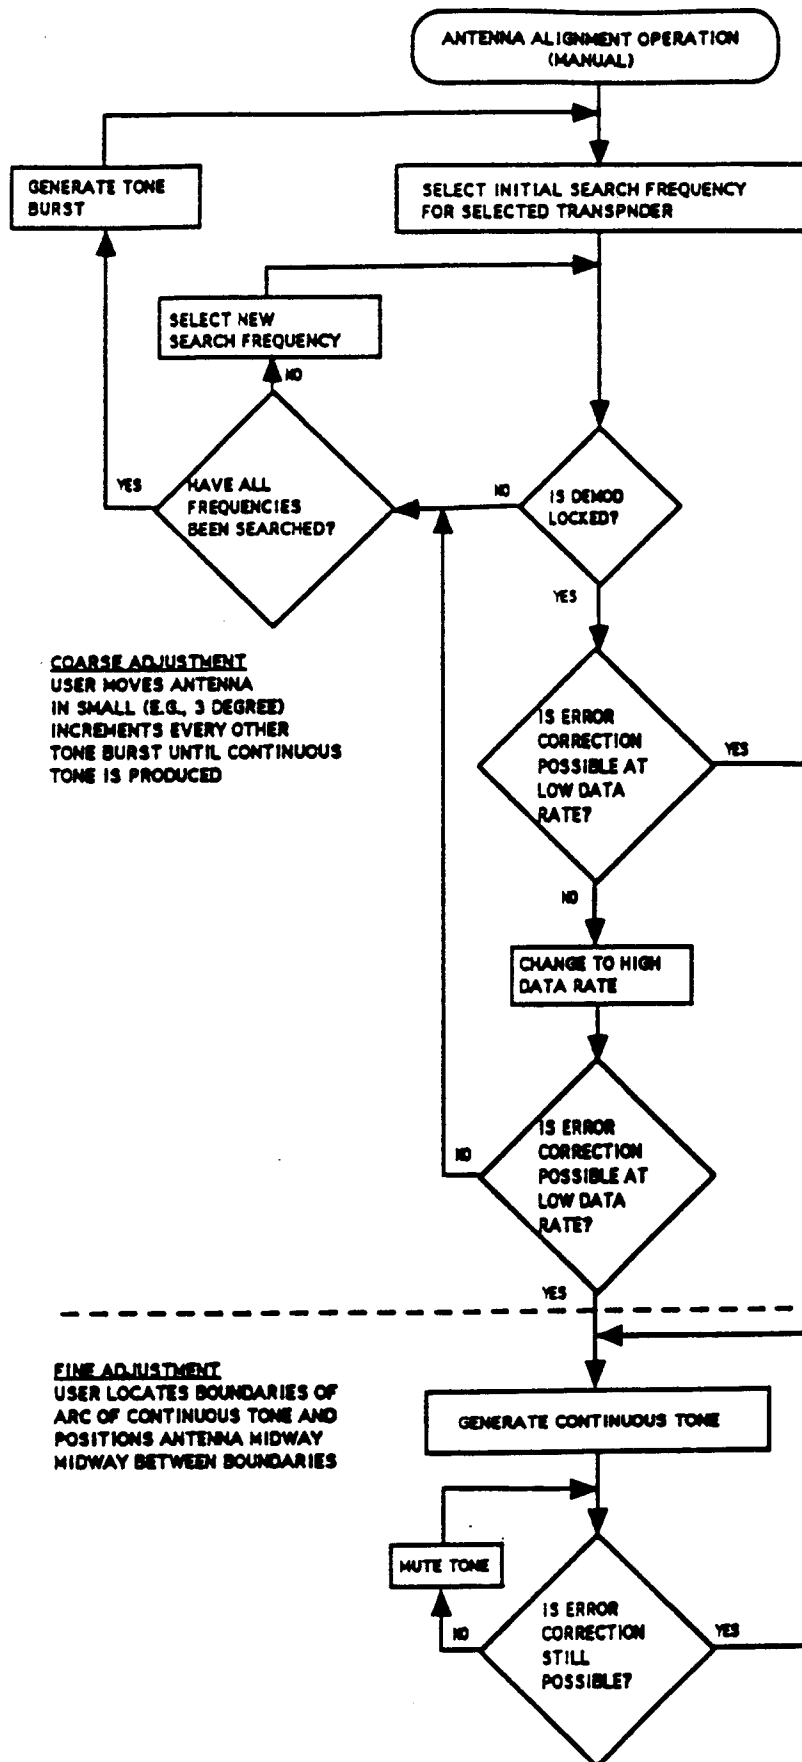 ANTENNA ALIGNMENT OPERATION
(MANUAL)
GENERATE TONE
BURST
SELECT INITIAL SEARCH FREQUENCY
FOR SELECTED TRANSPNDER
SELECT NEW
SEARCH FREQUENCY
NO
YES
HAVE ALL
FREQUENCIES
BEEN SEARCHED?
NO
IS DEMOD
LOCKED?
YES
COARSE ADJUSTMENT
USER MOVES ANTENNA
IN SMALL (E.G., 3 DEGREE)
INCREMENTS EVERY OTHER
TONE BURST UNTIL CONTINUOUS
TONE IS PRODUCED
IS ERROR
CORRECTION
POSSIBLE AT
LOW DATA
RATE?
YES
NO
CHANGE TO HIGH
DATA RATE
IS ERROR
CORRECTION
POSSIBLE AT
LOW DATA
RATE?
NO
YES
FINE ADJUSTMENT
USER LOCATES BOUNDARIES OF
ARC OF CONTINUOUS TONE AND
POSITIONS ANTENNA MIDWAY
MIDWAY BETWEEN BOUNDARIES
GENERATE CONTINUOUS TONE
MUTE TONE
NO
IS ERROR
CORRECTION
STILL
POSSIBLE?
YES